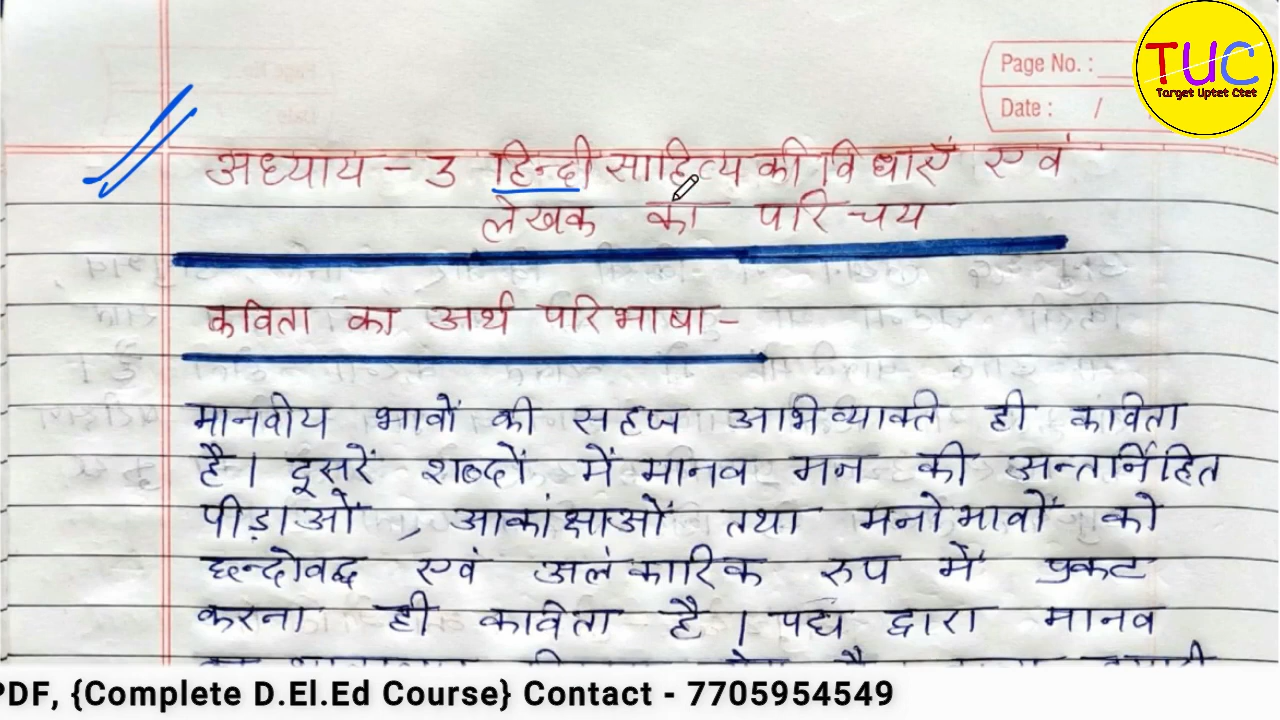 TUC
Target Uptet Ctet
Page No. :
Date : /
अध्याय - 3 हिन्दी साहित्य की विधाएं एवं
लेखक का परिचय
कविता का अर्थ परिभाषा -
मानवीय भावों की सहज अभिव्यक्ति ही कविता
है। दूसरें शब्दों में मानव मन की अन्तर्निहित
पीड़ाओं, आकांक्षाओं तथा मनोभावों को
छन्दोवद्ध एवं अलंकारिक रुप में प्रकट
करना ही कविता है। पद्य द्वारा मानव
PDF, {Complete D.El.Ed Course} Contact - 7705954549